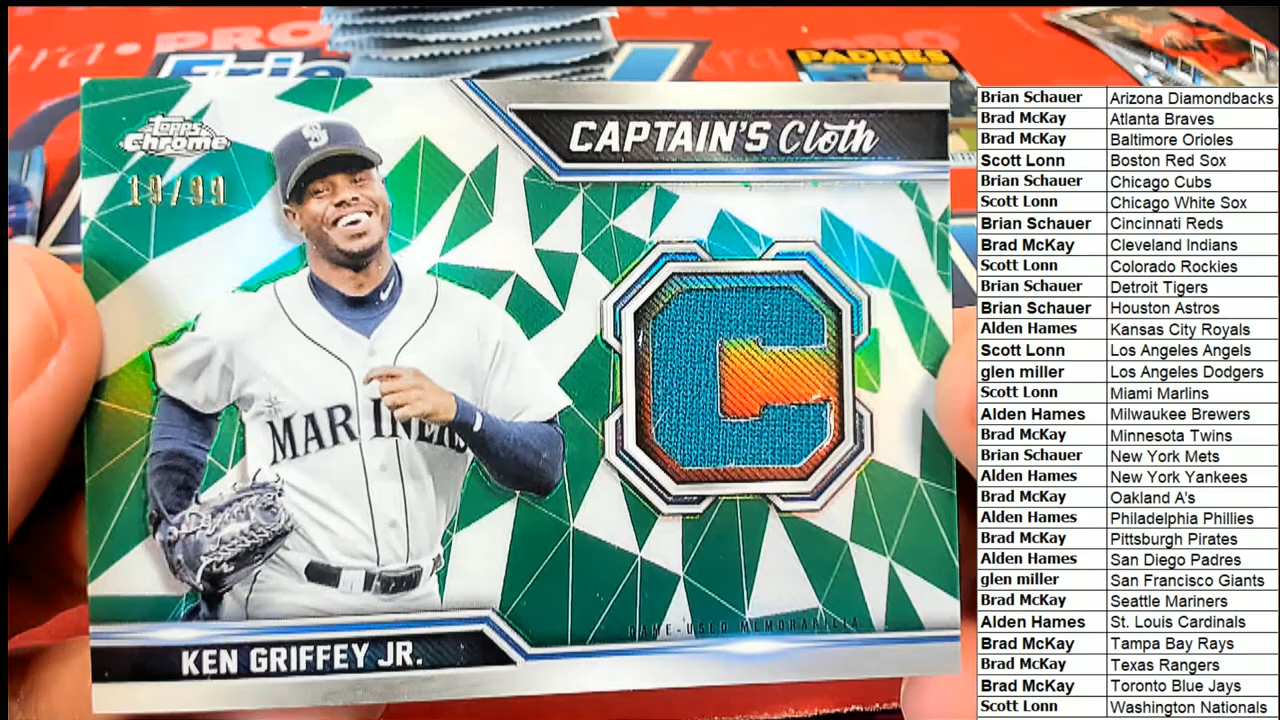 PRO
PADRES
TOPPS
Chrome
19/99
CAPTAIN'S Cloth
C
MARINERS
GAME-USED MEMORABILIA
KEN GRIFFEY JR.
Brian Schauer Arizona Diamondbacks
Brad McKay Atlanta Braves
Brad McKay Baltimore Orioles
Scott Lonn Boston Red Sox
Brian Schauer Chicago Cubs
Scott Lonn Chicago White Sox
Brian Schauer Cincinnati Reds
Brad McKay Cleveland Indians
Scott Lonn Colorado Rockies
Brian Schauer Detroit Tigers
Brian Schauer Houston Astros
Alden Hames Kansas City Royals
Scott Lonn Los Angeles Angels
glen miller Los Angeles Dodgers
Scott Lonn Miami Marlins
Alden Hames Milwaukee Brewers
Brad McKay Minnesota Twins
Brian Schauer New York Mets
Alden Hames New York Yankees
Brad McKay Oakland A's
Alden Hames Philadelphia Phillies
Brad McKay Pittsburgh Pirates
Alden Hames San Diego Padres
glen miller San Francisco Giants
Brad McKay Seattle Mariners
Alden Hames St. Louis Cardinals
Brad McKay Tampa Bay Rays
Brad McKay Texas Rangers
Brad McKay Toronto Blue Jays
Scott Lonn Washington Nationals